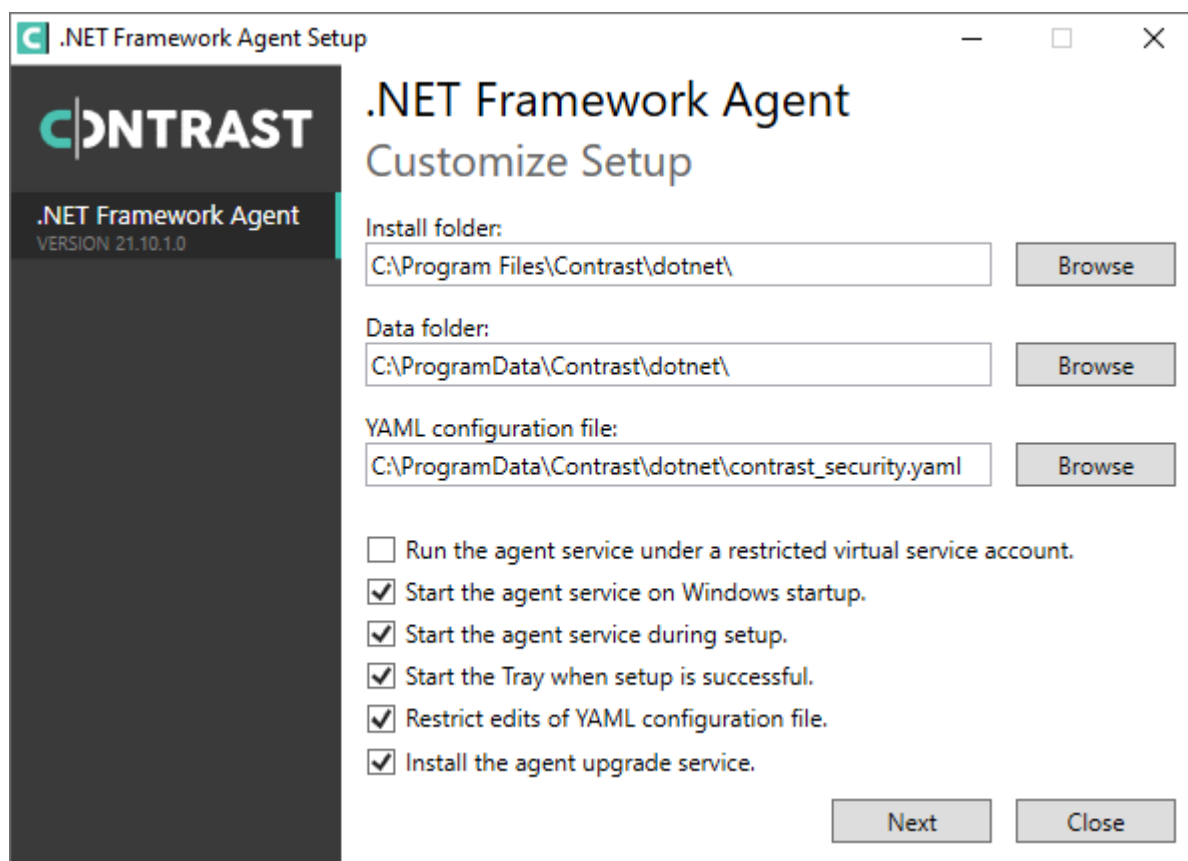 .NET Framework Agent Setup
CONTRAST
.NET Framework Agent
VERSION 21.10.1.0
.NET Framework Agent
Customize Setup
Install folder:
C:\Program Files\Contrast\dotnet\
Browse
Data folder:
C:\ProgramData\Contrast\dotnet\
Browse
YAML configuration file:
C:\ProgramData\Contrast\dotnet\contrast_security.yaml
Browse
Run the agent service under a restricted virtual service account.
Start the agent service on Windows startup.
Start the agent service during setup.
Start the Tray when setup is successful.
Restrict edits of YAML configuration file.
Install the agent upgrade service.
Next
Close